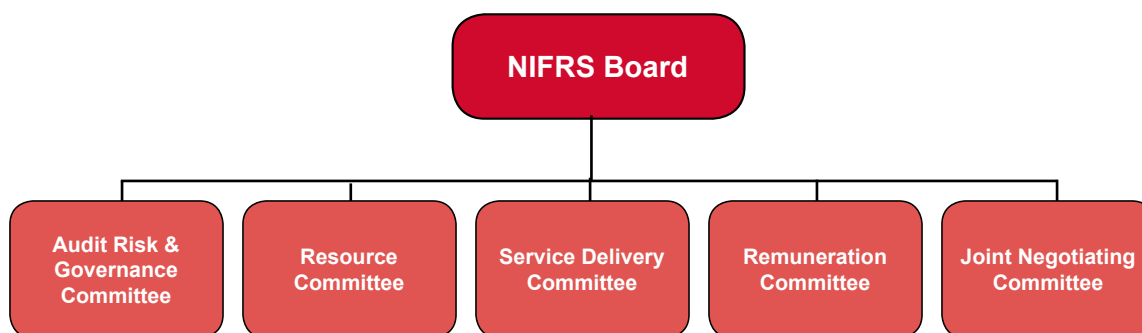 NIFRS Board
Audit Risk &
Governance
Committee
Resource
Committee
Service Delivery
Committee
Remuneration
Committee
Joint Negotiating
Committee